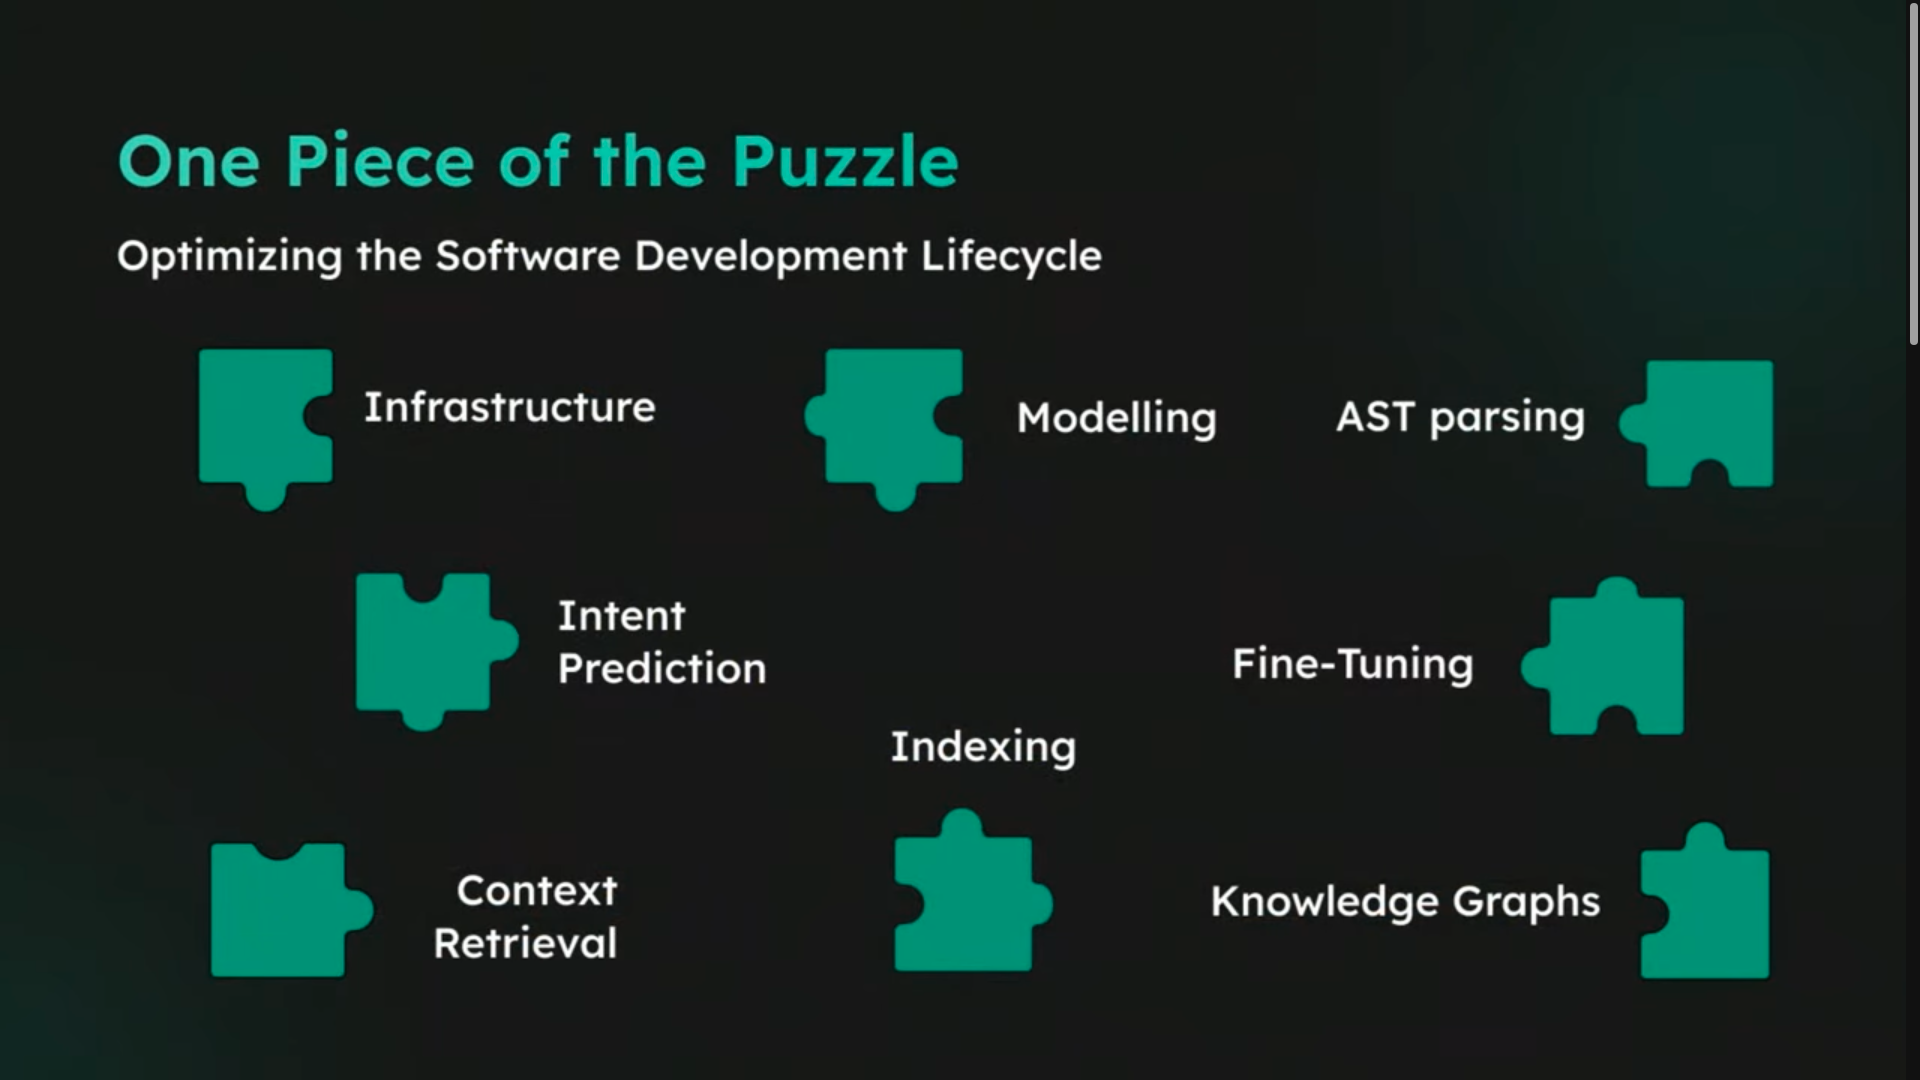 One Piece of the Puzzle
Optimizing the Software Development Lifecycle
Infrastructure
Modelling
AST parsing
Intent
Prediction
Fine-Tuning
Indexing
Context
Retrieval
Knowledge Graphs